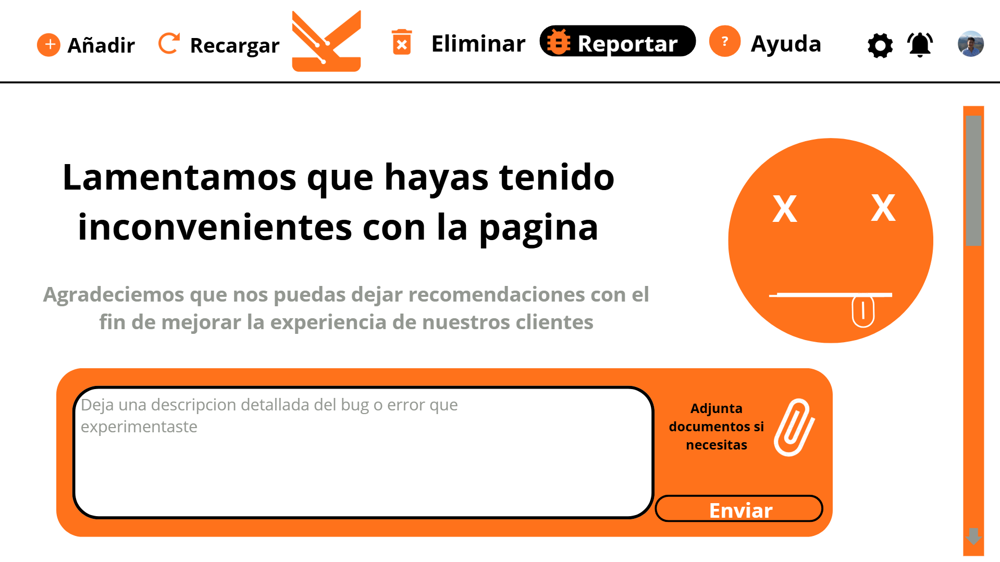 Añadir
Recargar
Eliminar
Reportar
? Ayuda
Lamentamos que hayas tenido
inconvenientes con la pagina
X X
Agradeciemos que nos puedas dejar recomendaciones con el
fin de mejorar la experiencia de nuestros clientes
Deja una descripcion detallada del bug o error que
experimentaste
Adjunta
documentos si
necesitas
Enviar